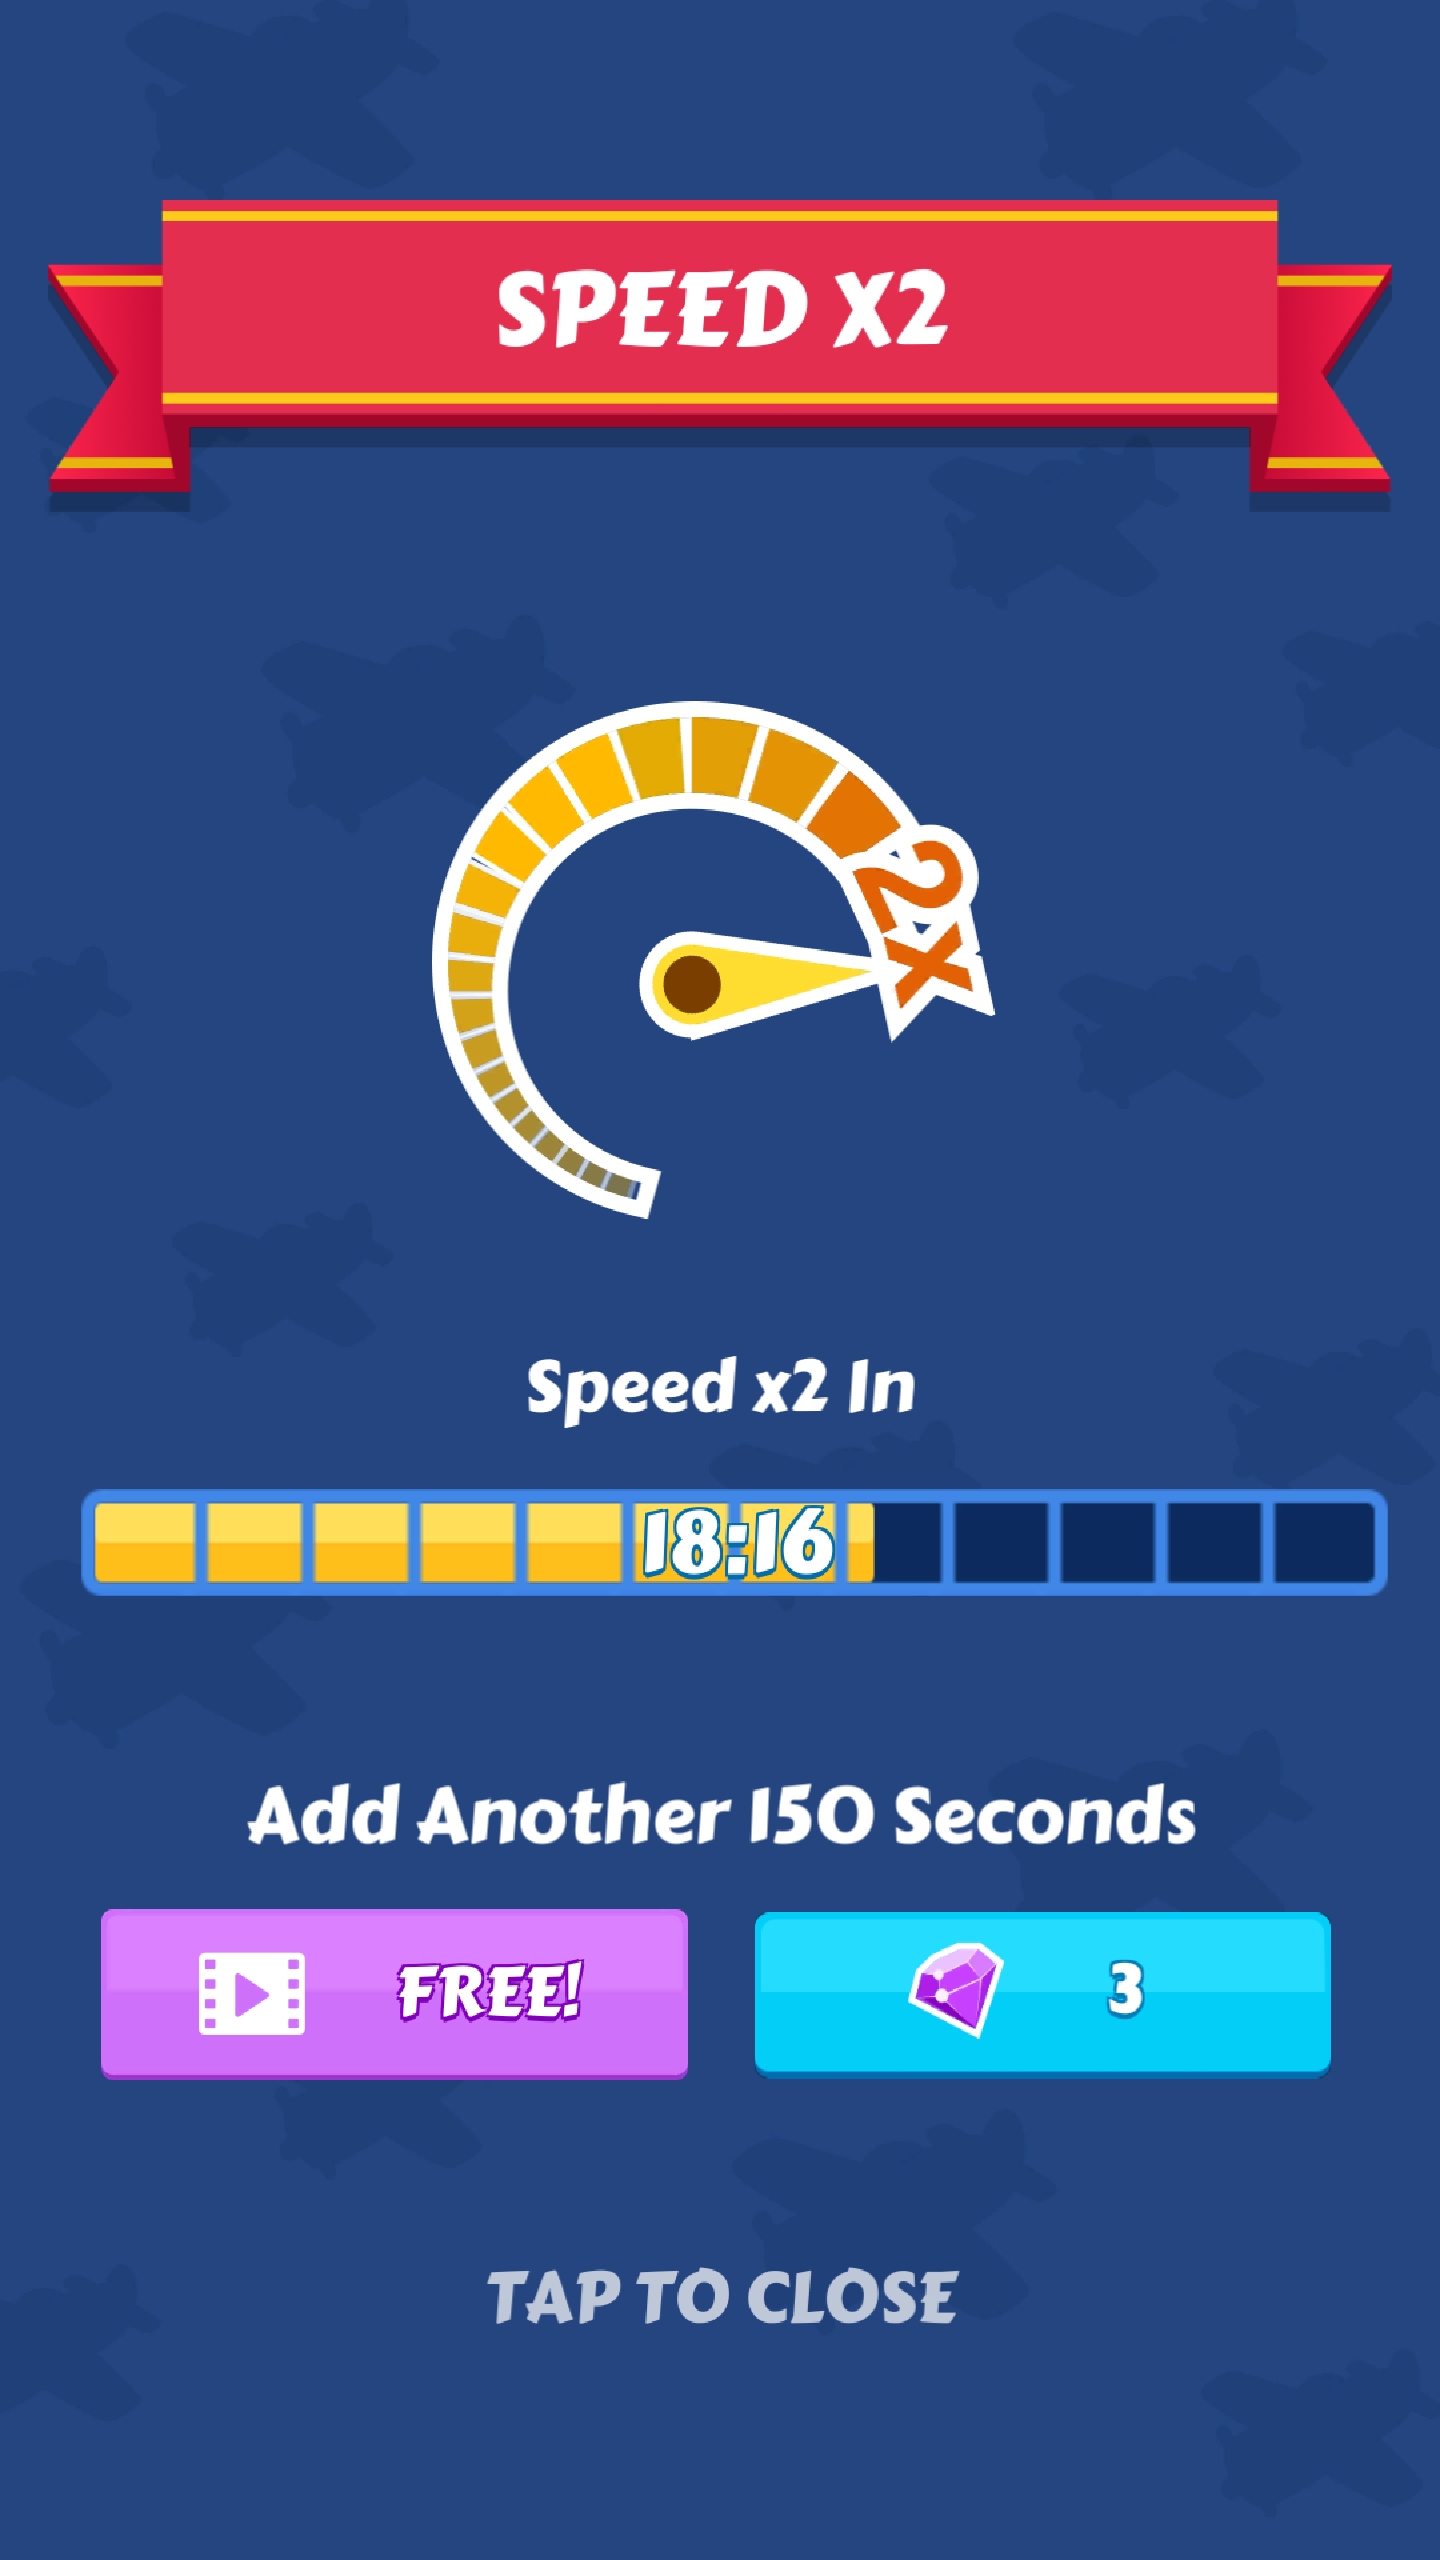 SPEED X2
2x
Speed x2 In
18:16
Add Another 150 Seconds
FREE!
3
TAP TO CLOSE